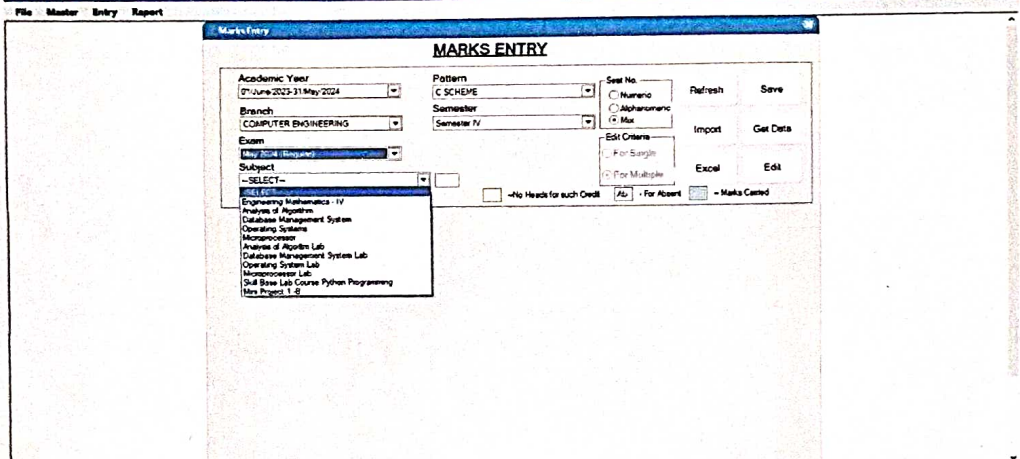 File Master Entry Report
Marks Entry
MARKS ENTRY
Academic Year
01-June-2023-31-May-2024
Pattern
C SCHEME
Seat No.
Numeric
Alphanumeric
Mix
Refresh
Save
Branch
COMPUTER ENGINEERING
Semester
Semester IV
Import
Get Data
Exam
May 2024 (Regular)
Edit Criteria
For Single
For Multiple
Excel
Edit
Subject
--SELECT--
--No Heads for such Credit
Ab
- For Absent
- Marks Carried
-SELECT-
Engineering Mathematics - IV
Analysis of Algorithm
Database Management System
Operating Systems
Microprocessor
Analysis of Algoritm Lab
Database Management System Lab
Operating System Lab
Microprocessor Lab
Skill Base Lab Course Python Programming
Mini Project 1 -B